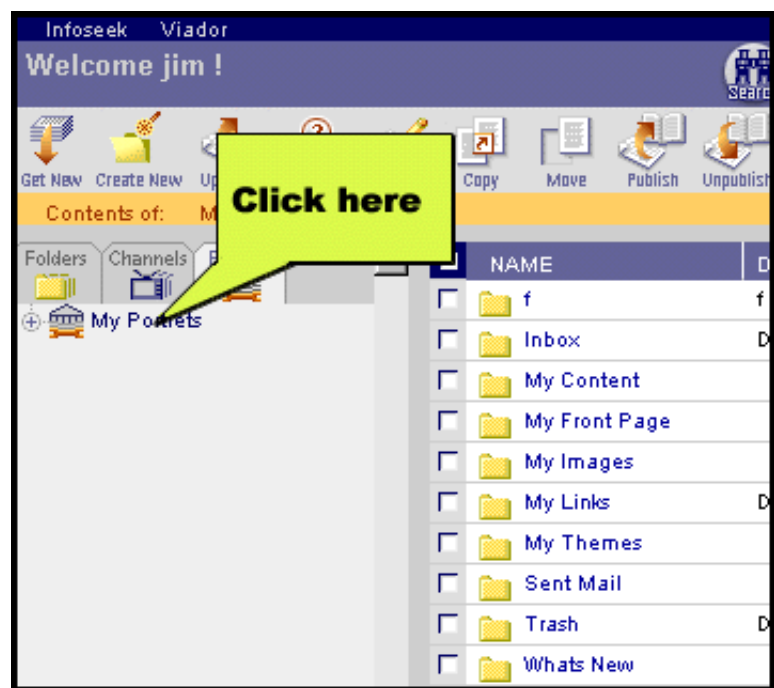 Infoseek Viador
Welcome jim !
Get New Create New Copy Move Publish
Contents of:
Click here
Folders Channels
My Portlets
NAME
f f
Inbox
My Content
My Front Page
My Images
My Links
My Themes
Sent Mail
Trash
Whats New